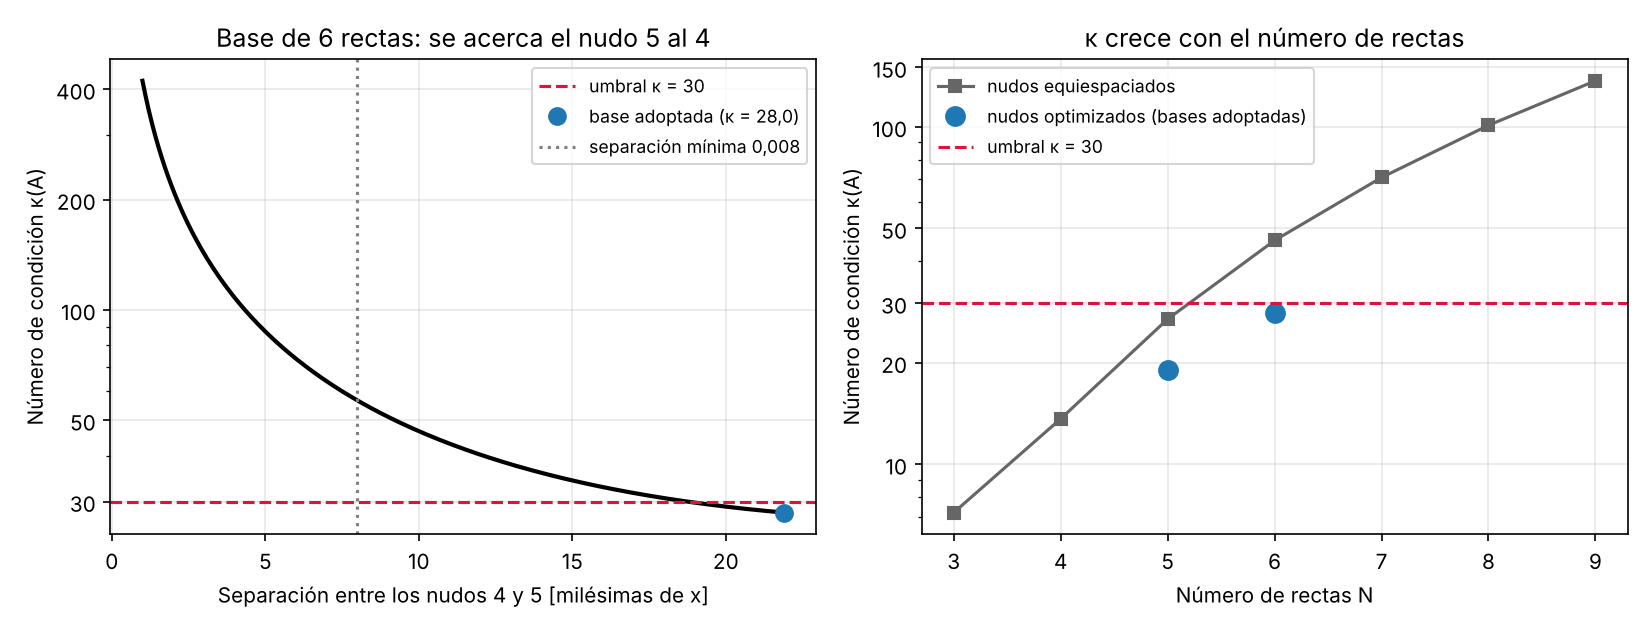 Base de 6 rectas: se acerca el nudo 5 al 4
Número de condición κ(A)
400
200
100
50
30
umbral κ = 30
base adoptada (κ = 28,0)
separación mínima 0,008
0
5
10
15
20
Separación entre los nudos 4 y 5 [milésimas de x]
κ crece con el número de rectas
Número de condición κ(A)
150
100
50
30
20
10
nudos equiespaciados
nudos optimizados (bases adoptadas)
umbral κ = 30
3
4
5
6
7
8
9
Número de rectas N